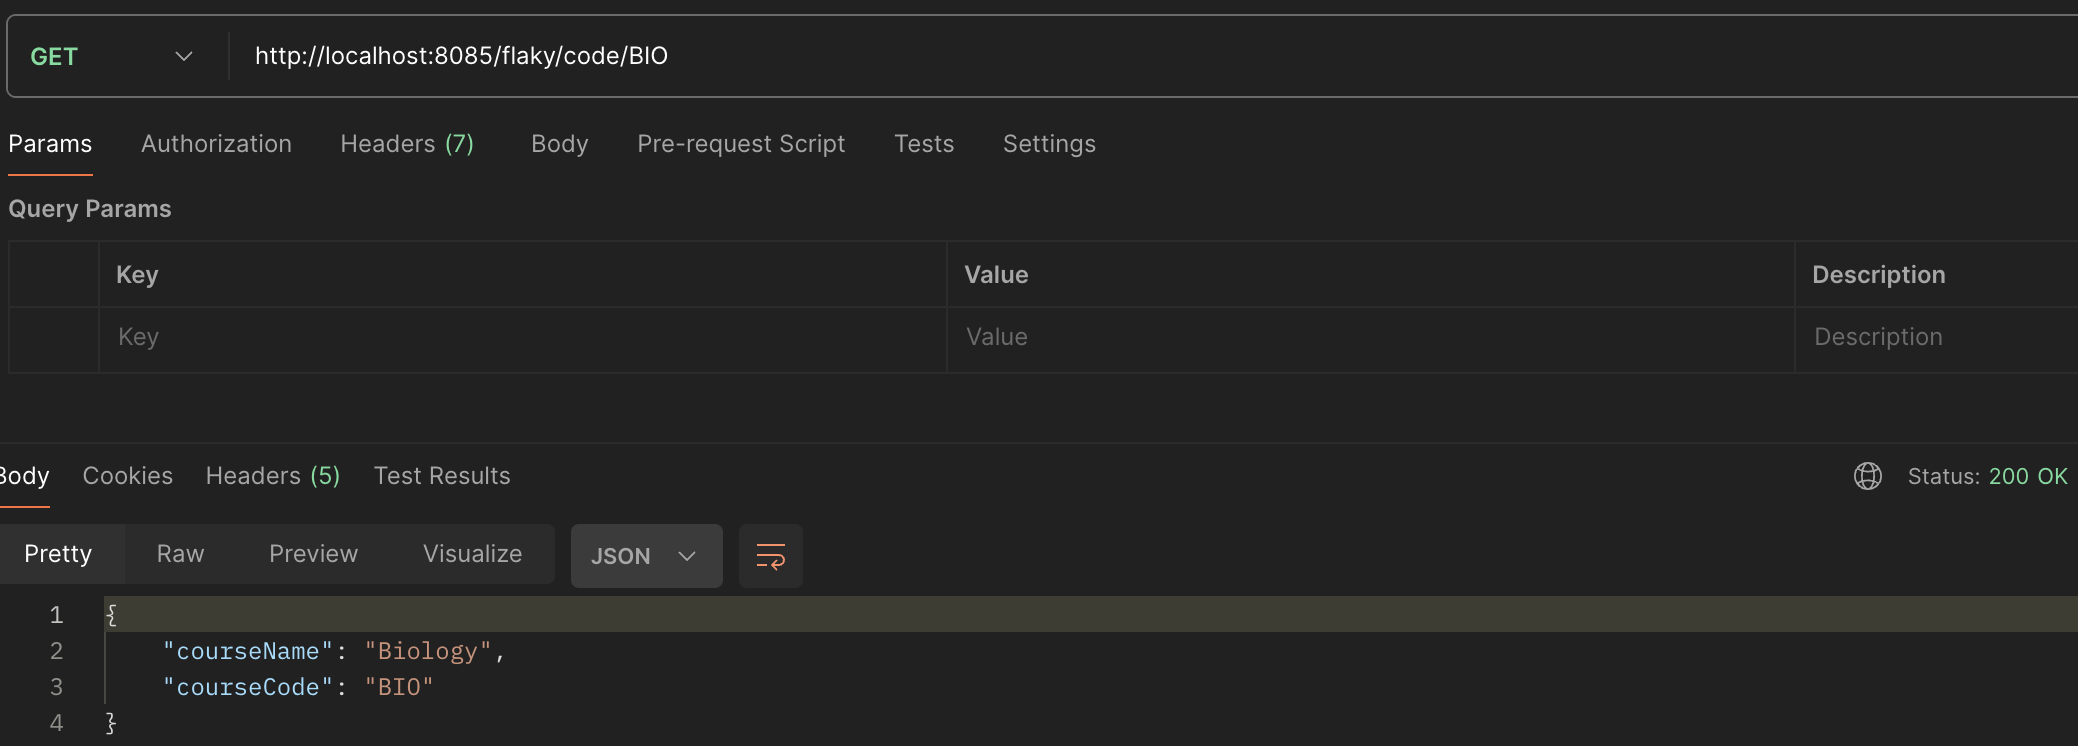 GET http://localhost:8085/flaky/code/BIO
Params Authorization Headers (7) Body Pre-request Script Tests Settings
Query Params
Key Value Description
Key Value Description
Body Cookies Headers (5) Test Results Status: 200 OK
Pretty Raw Preview Visualize JSON
1 {
2 "courseName": "Biology",
3 "courseCode": "BIO"
4 }